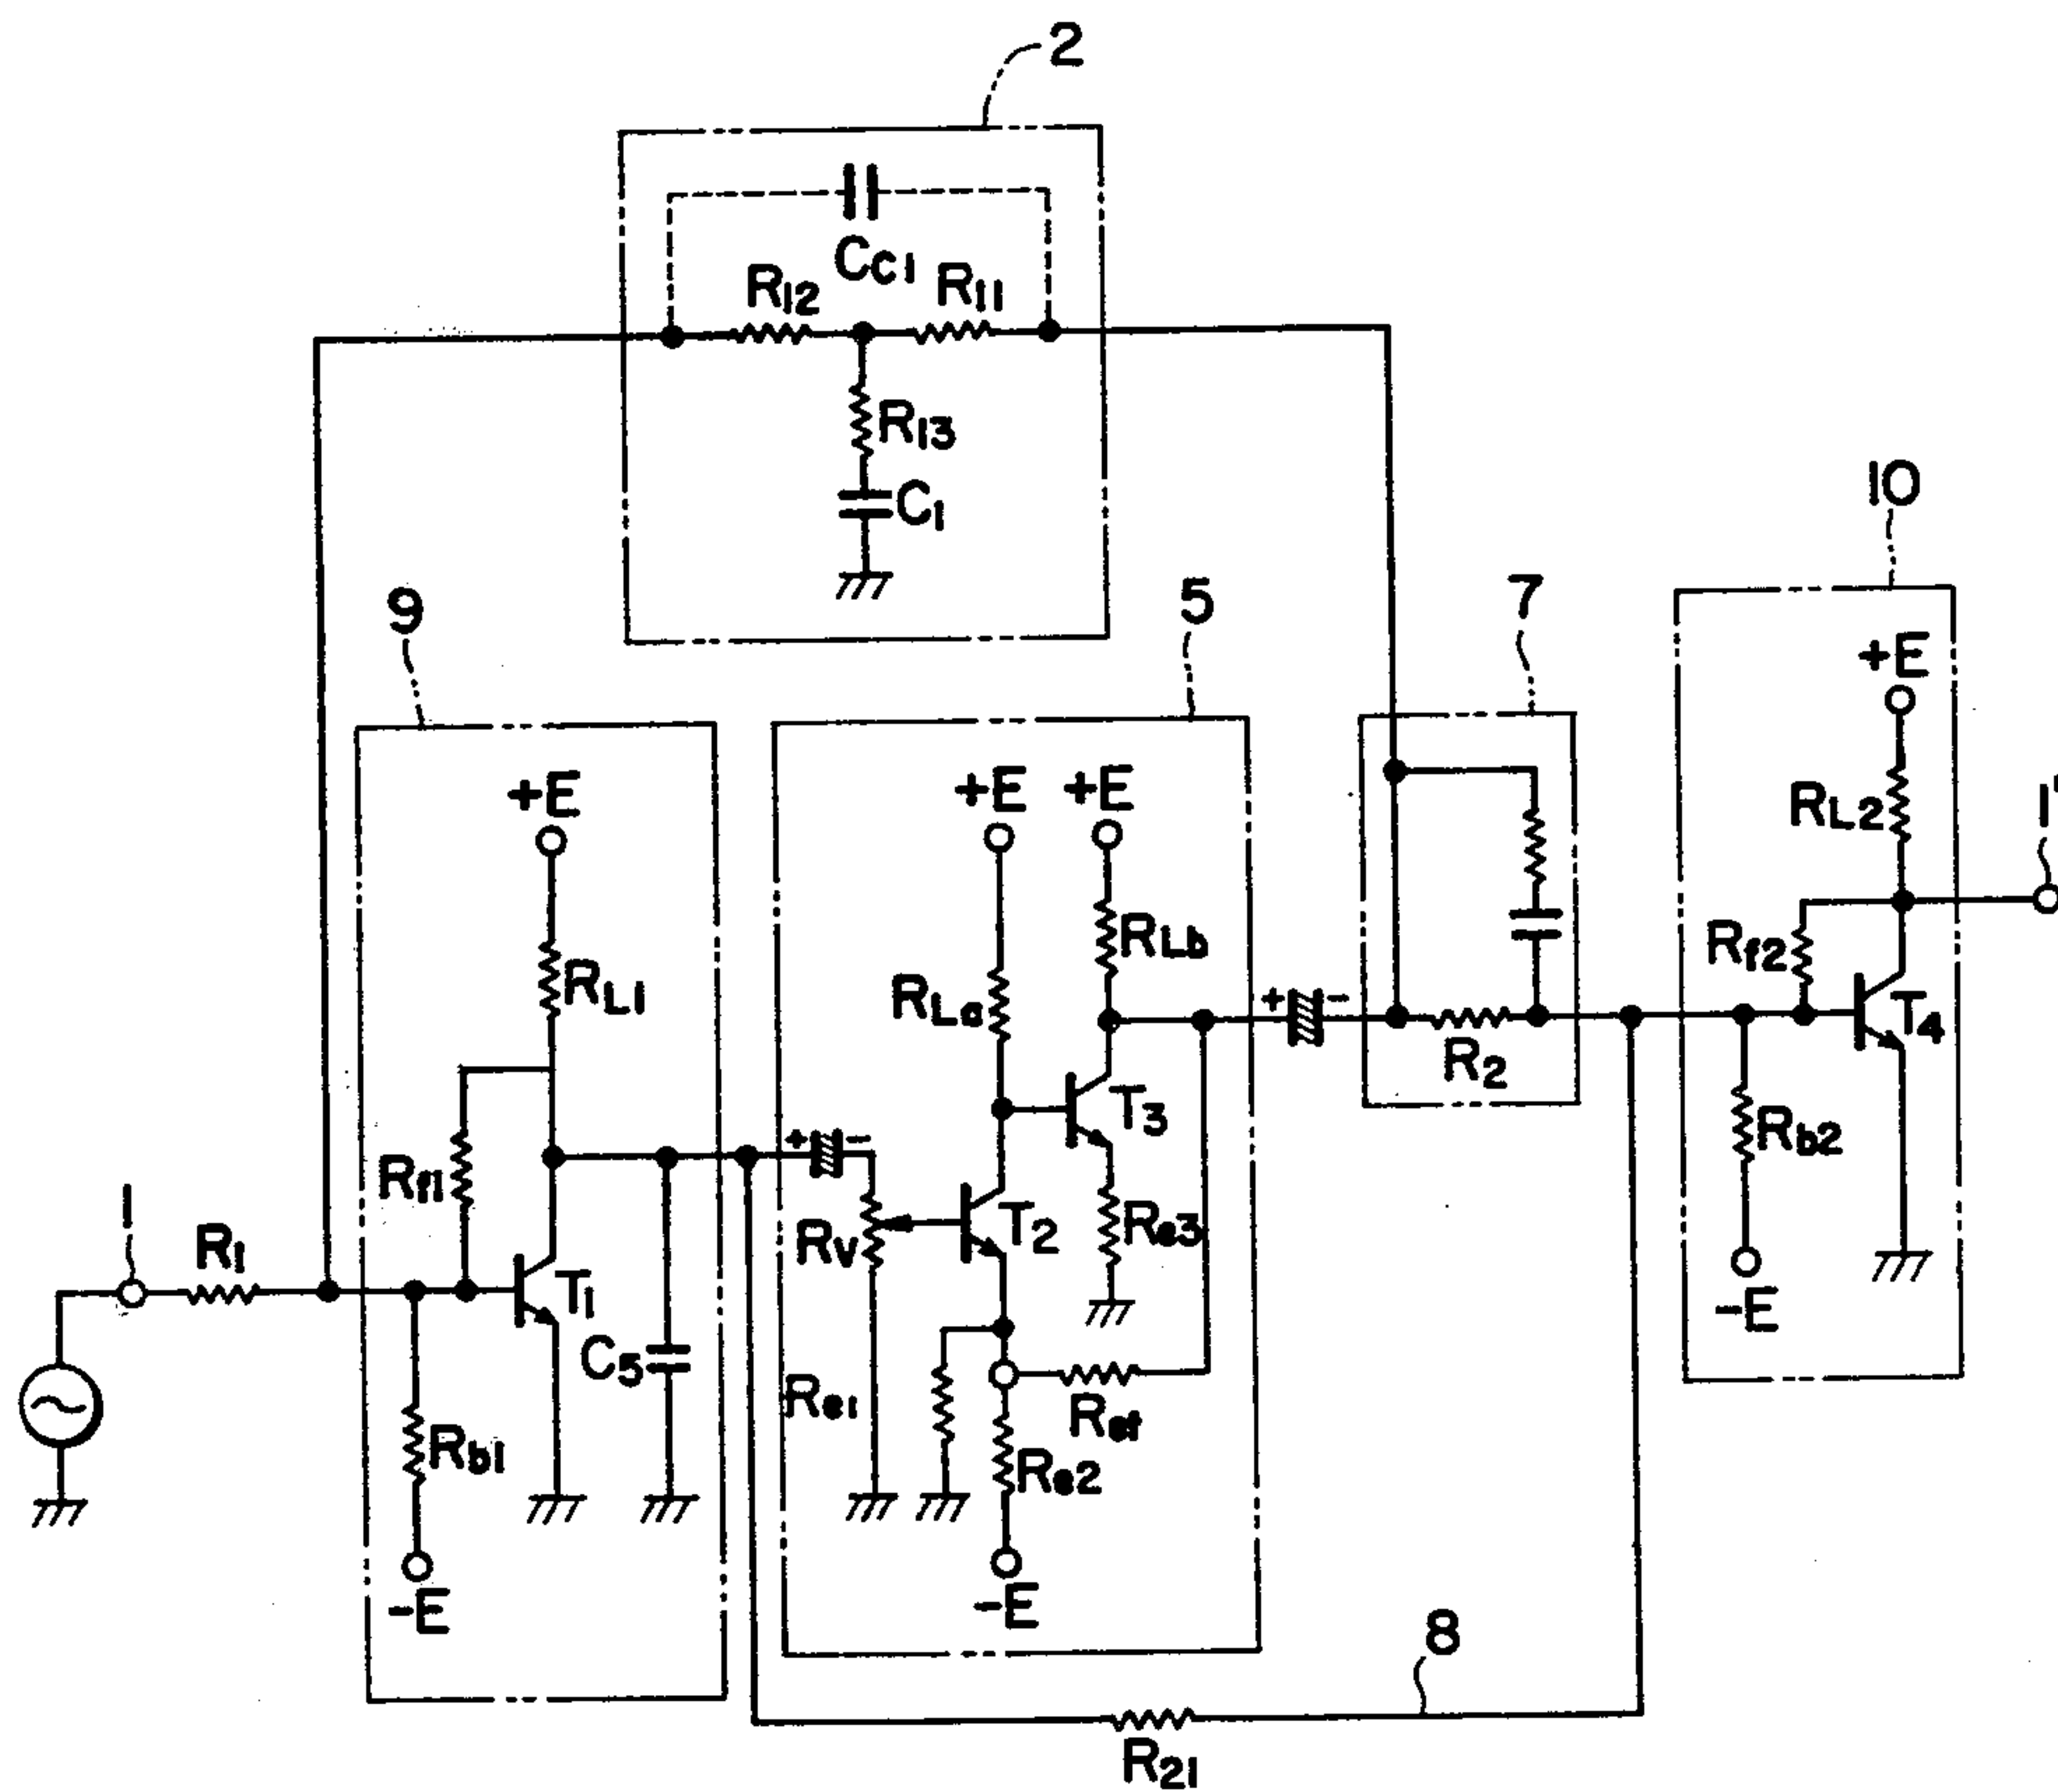 2
Cc1
R12
R11
R13
C1
10
9
5
7
+E
+E
+E
+E
1'
RL2
RLb
RL1
RLa
Rf2
T4
R2
T3
Rb2
Rf1
1
R1
Rv
T2
Re3
T1
C5
-E
Re1
Ref
Rb1
Re2
-E
-E
8
R21